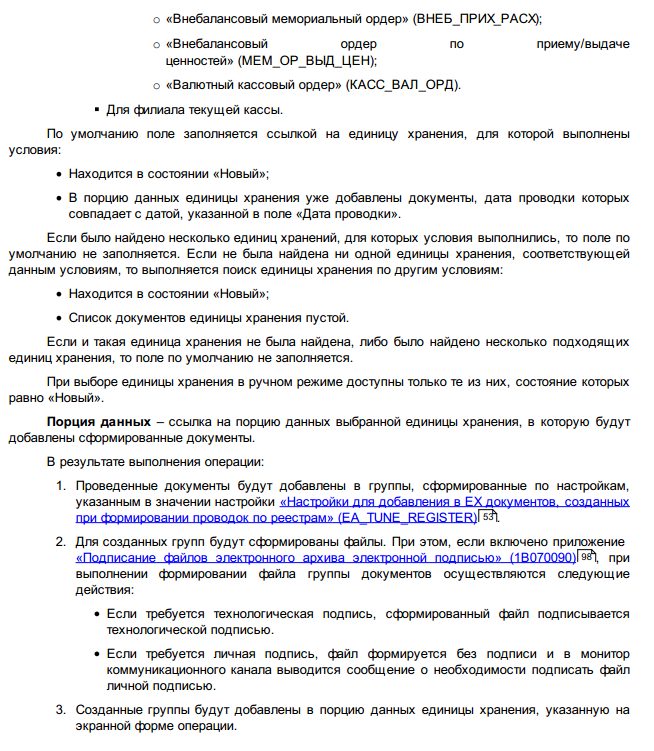 ○ «Внебалансовый мемориальный ордер» (ВНЕБ_ПРИХ_РАСХ);
○ «Внебалансовый ордер по приему/выдаче
ценностей» (МЕМ_ОР_ВЫД_ЦЕН);
○ «Валютный кассовый ордер» (КАСС_ВАЛ_ОРД).
▪ Для филиала текущей кассы.
По умолчанию поле заполняется ссылкой на единицу хранения, для которой выполнены
условия:
• Находится в состоянии «Новый»;
• В порцию данных единицы хранения уже добавлены документы, дата проводки которых
совпадает с датой, указанной в поле «Дата проводки».
Если было найдено несколько единиц хранений, для которых условия выполнились, то поле по
умолчанию не заполняется. Если не была найдена ни одной единицы хранения, соответствующей
данным условиям, то выполняется поиск единицы хранения по другим условиям:
• Находится в состоянии «Новый»;
• Список документов единицы хранения пустой.
Если и такая единица хранения не была найдена, либо было найдено несколько подходящих
единиц хранения, то поле по умолчанию не заполняется.
При выборе единицы хранения в ручном режиме доступны только те из них, состояние которых
равно «Новый».
Порция данных – ссылка на порцию данных выбранной единицы хранения, в которую будут
добавлены сформированные документы.
В результате выполнения операции:
1. Проведенные документы будут добавлены в группы, сформированные по настройкам,
указанным в значении настройки «Настройки для добавления в ЕХ документов, созданных
при формировании проводок по реестрам» (EA_TUNE_REGISTER) 53.
2. Для созданных групп будут сформированы файлы. При этом, если включено приложение
«Подписание файлов электронного архива электронной подписью» (1B070090) 98, при
выполнении формировании файла группы документов осуществляются следующие
действия:
• Если требуется технологическая подпись, сформированный файл подписывается
технологической подписью.
• Если требуется личная подпись, файл формируется без подписи и в монитор
коммуникационного канала выводится сообщение о необходимости подписать файл
личной подписью.
3. Созданные группы будут добавлены в порцию данных единицы хранения, указанную на
экранной форме операции.